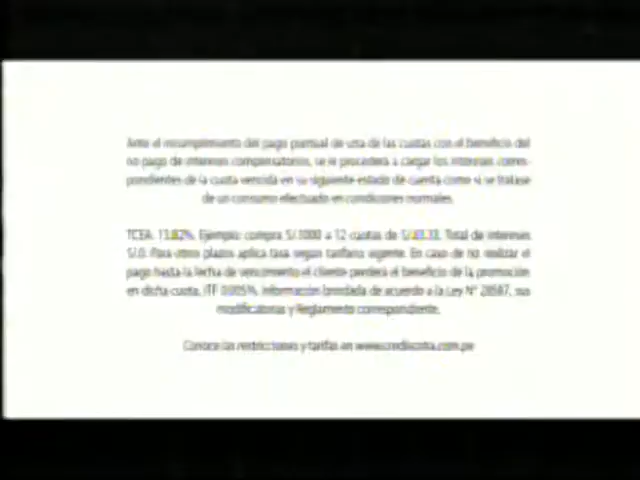 Ante el incumplimiento del pago puntual de una de las cuotas con el beneficio del
no pago de intereses compensatorios, se le procederá a cargar los intereses corres-
pondientes de la cuota vencida en su siguiente estado de cuenta como si se tratase
de un consumo efectuado en condiciones normales.
TCEA: 13.82%. Ejemplo: compra S/.1000 a 12 cuotas de S/.83.33. Total de intereses
S/.0. Para otros plazos aplica tasa según tarifario vigente. En caso de no realizar el
pago hasta la fecha de vencimiento el cliente perderá el beneficio de la promoción
en dicha cuota. ITF 0.005%. Información brindada de acuerdo a la Ley N° 28587, sus
modificatorias y Reglamento correspondiente.
Conoce las restricciones y tarifas en www.crediscotia.com.pe